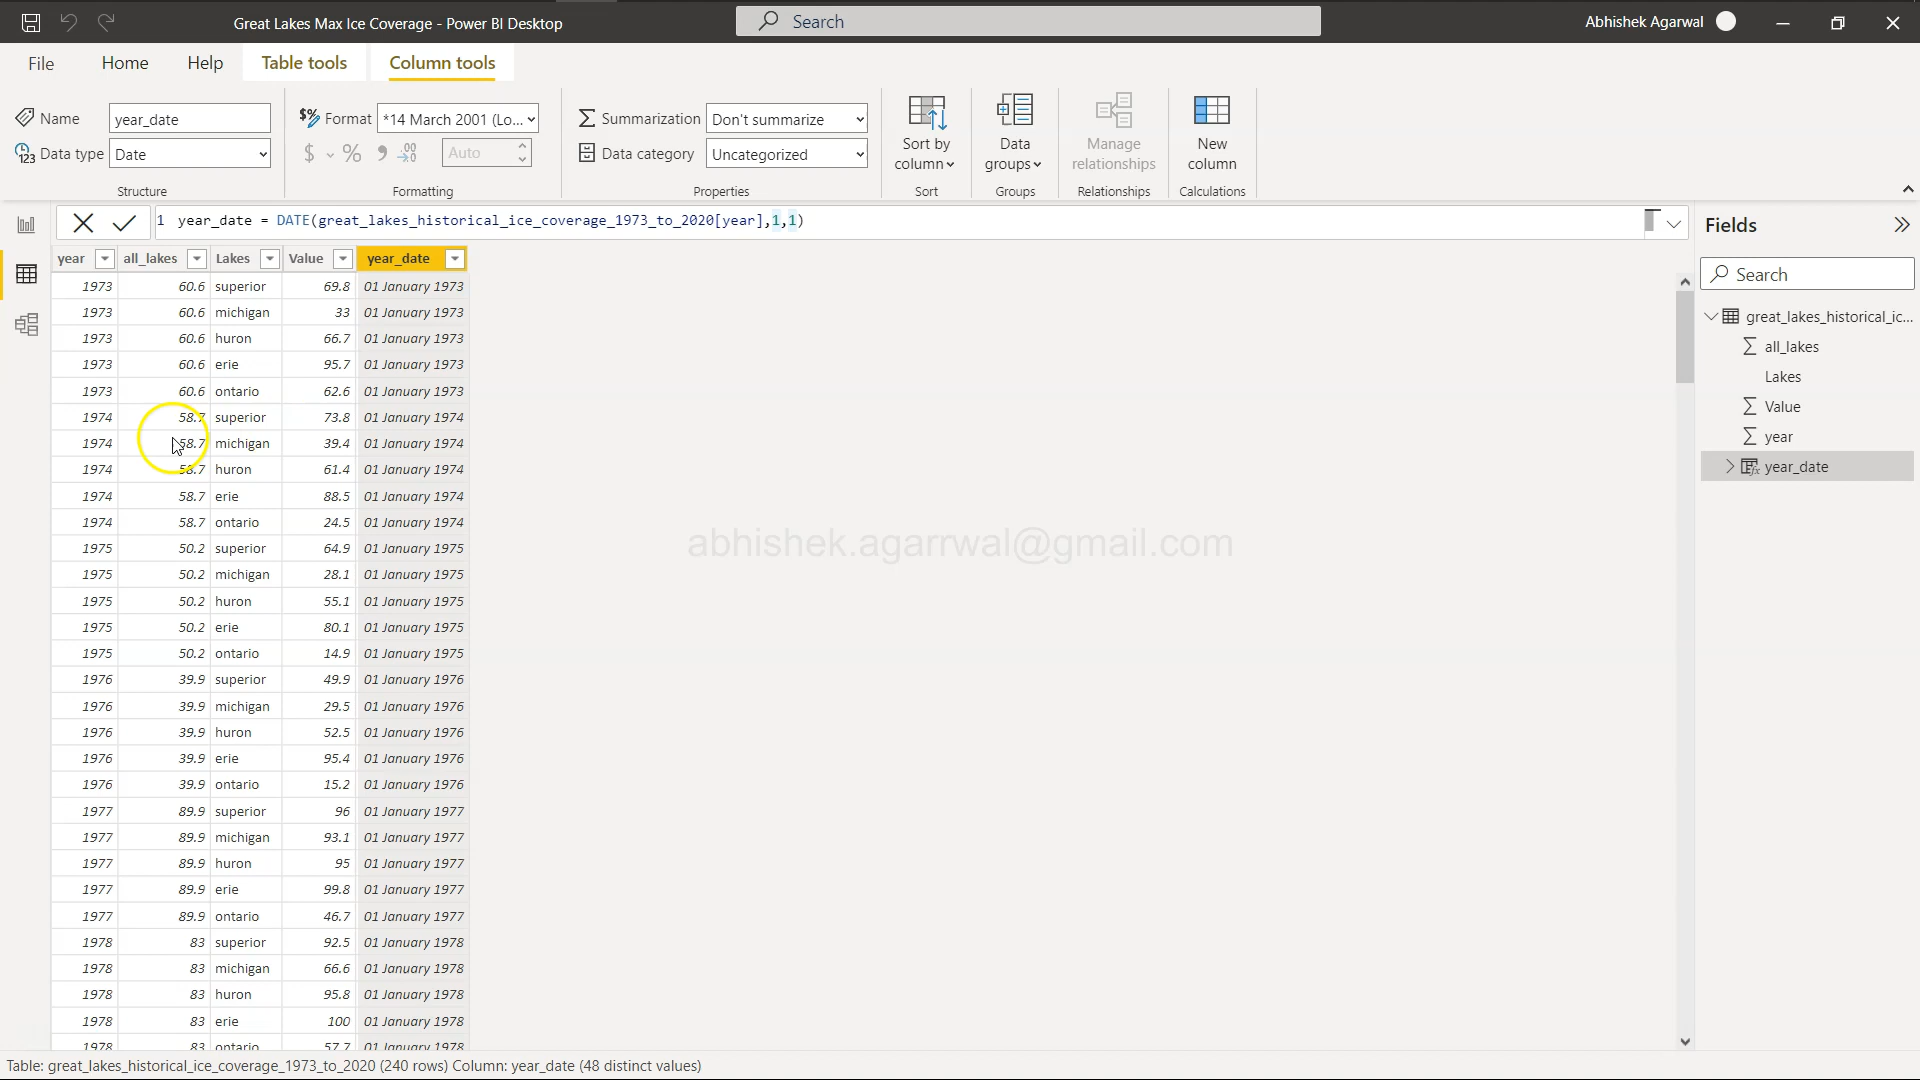 Great Lakes Max Ice Coverage - Power BI Desktop
Search
Abhishek Agarwal
File Home Help Table tools Column tools
Name year_date
Data type Date
Structure
Format *14 March 2001 (Lo...
$ % Auto
Formatting
Summarization Don't summarize
Data category Uncategorized
Properties
Sort by column
Sort
Data groups
Groups
Manage relationships
Relationships
New column
Calculations
1 year_date = DATE(great_lakes_historical_ice_coverage_1973_to_2020[year],1,1)
year all_lakes Lakes Value year_date
1973 60.6 superior 69.8 01 January 1973
1973 60.6 michigan 33 01 January 1973
1973 60.6 huron 66.7 01 January 1973
1973 60.6 erie 95.7 01 January 1973
1973 60.6 ontario 62.6 01 January 1973
1974 58.7 superior 73.8 01 January 1974
1974 58.7 michigan 39.4 01 January 1974
1974 58.7 huron 61.4 01 January 1974
1974 58.7 erie 88.5 01 January 1974
1974 58.7 ontario 24.5 01 January 1974
1975 50.2 superior 64.9 01 January 1975
1975 50.2 michigan 28.1 01 January 1975
1975 50.2 huron 55.1 01 January 1975
1975 50.2 erie 80.1 01 January 1975
1975 50.2 ontario 14.9 01 January 1975
1976 39.9 superior 49.9 01 January 1976
1976 39.9 michigan 29.5 01 January 1976
1976 39.9 huron 52.5 01 January 1976
1976 39.9 erie 95.4 01 January 1976
1976 39.9 ontario 15.2 01 January 1976
1977 89.9 superior 96 01 January 1977
1977 89.9 michigan 93.1 01 January 1977
1977 89.9 huron 95 01 January 1977
1977 89.9 erie 99.8 01 January 1977
1977 89.9 ontario 46.7 01 January 1977
1978 83 superior 92.5 01 January 1978
1978 83 michigan 66.6 01 January 1978
1978 83 huron 95.8 01 January 1978
1978 83 erie 100 01 January 1978
1978 83 ontario 57.7 01 January 1978
abhishek.agarrwal@gmail.com
Fields
Search
great_lakes_historical_ic...
all_lakes
Lakes
Value
year
year_date
Table: great_lakes_historical_ice_coverage_1973_to_2020 (240 rows) Column: year_date (48 distinct values)